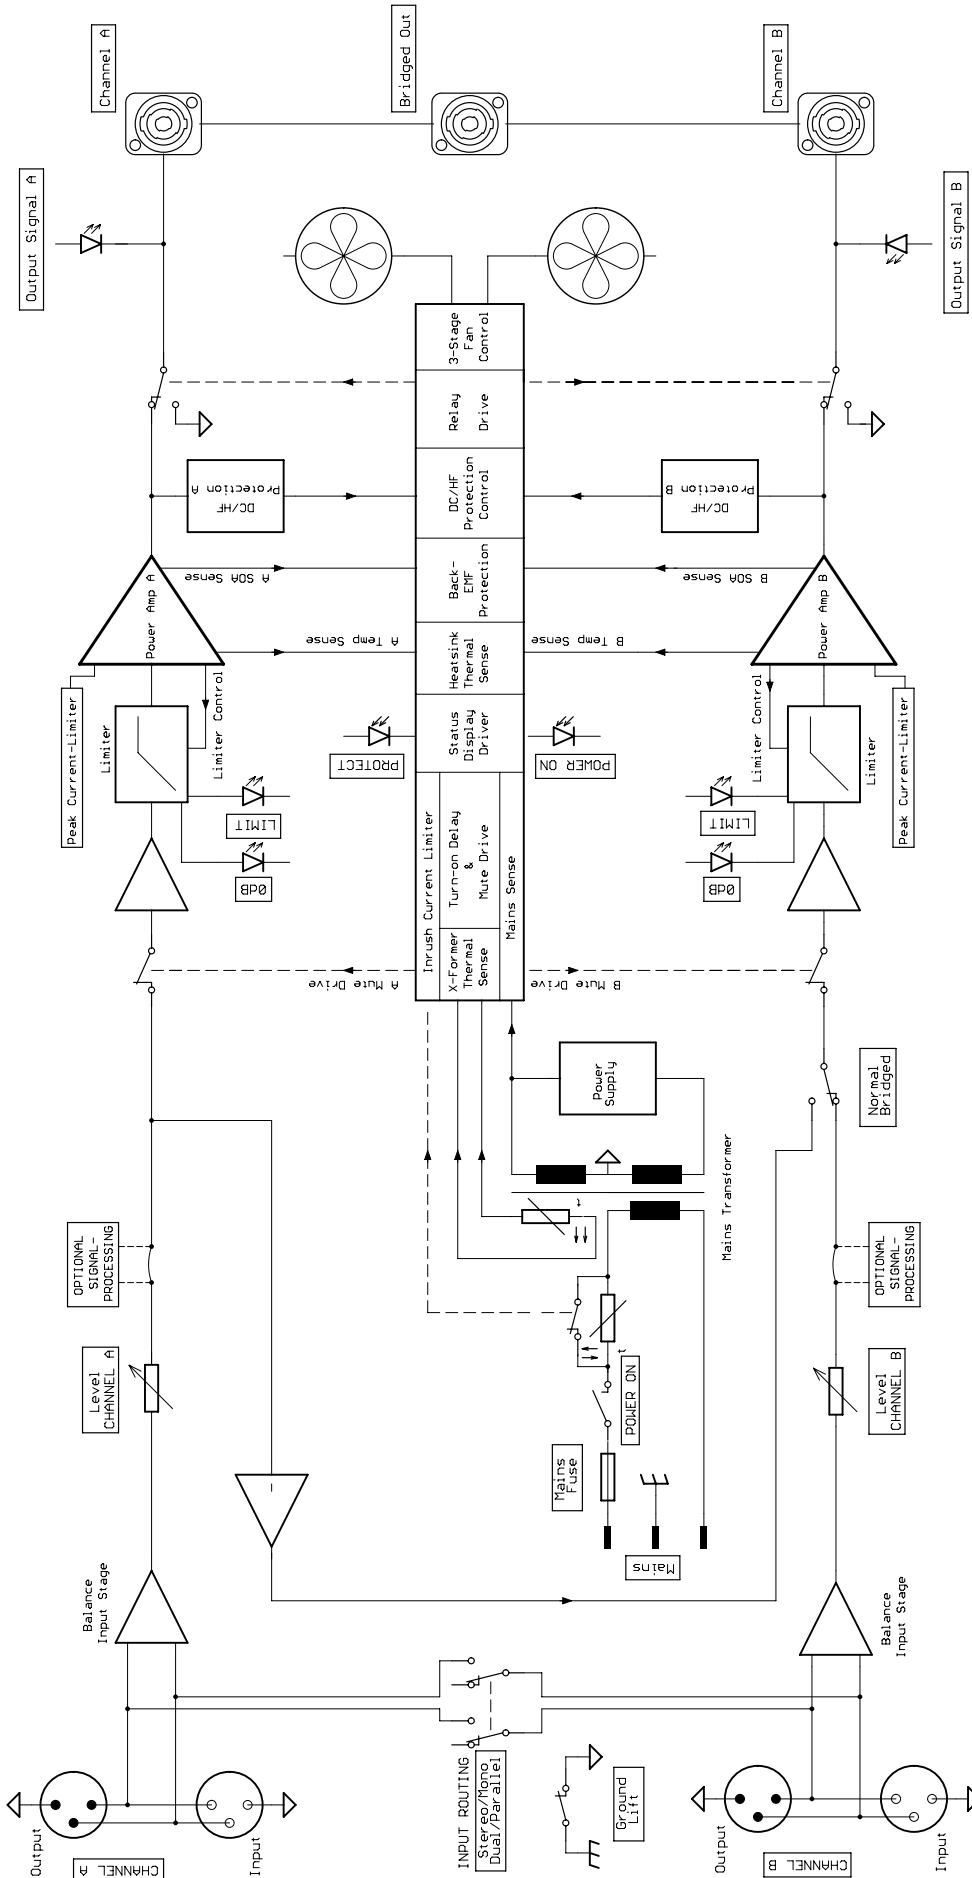 Channel A
Bridged Out
Channel B
Output Signal A
Output Signal B
3-Stage
Fan
Control
Relay
Drive
DC/HF
Protection A
DC/HF
Protection
Control
DC/HF
Protection B
Power Amp A
A SOA Sense
Back-
EMF
Protection
B SOA Sense
Power Amp B
A Temp Sense
Heatsink
Thermal
Sense
B Temp Sense
Peak Current-Limiter
Limiter
Limiter Control
LIMIT
0dB
PROTECT
Status
Display
Driver
POWER ON
Limiter Control
Limiter
Peak Current-Limiter
LIMIT
0dB
Inrush Current Limiter
Turn-on Delay
&
Mute Drive
Mains Sense
X-Former
Thermal
Sense
A Mute Drive
B Mute Drive
Power
Supply
Normal
Bridged
Mains Transformer
t
t
OPTIONAL
SIGNAL-
PROCESSING
OPTIONAL
SIGNAL-
PROCESSING
Level
CHANNEL A
Level
CHANNEL B
POWER ON
Mains
Fuse
Mains
Balance
Input Stage
Balance
Input Stage
INPUT ROUTING
Stereo/Mono
Dual/Parallel
Ground
Lift
Output
CHANNEL A
Input
Output
CHANNEL B
Input